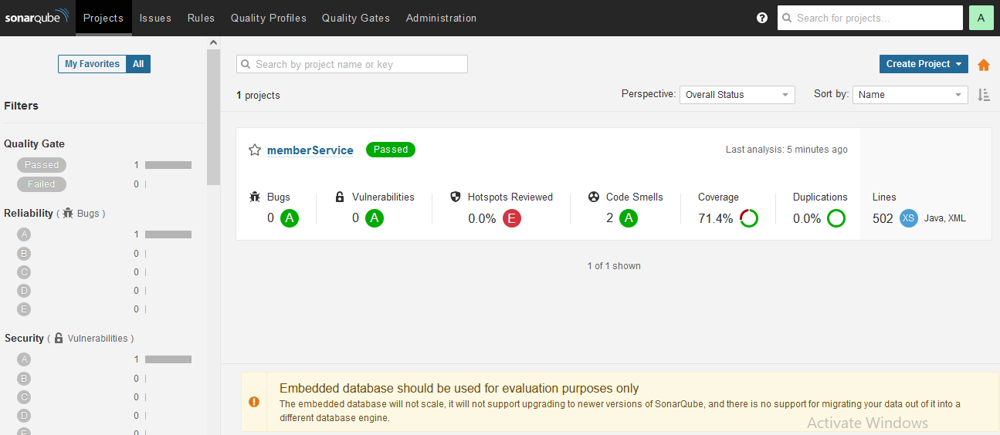 sonarqube Projects Issues Rules Quality Profiles Quality Gates Administration ? Search for projects... A
My Favorites All
Filters
Quality Gate
Passed 1
Failed 0
Reliability ( Bugs )
A 1
B 0
C 0
D 0
E 0
Security ( Vulnerabilities )
A 1
B 0
C 0
D 0
E 0
Search by project name or key
Create Project
1 projects
Perspective: Overall Status Sort by: Name
memberService Passed Last analysis: 5 minutes ago
Bugs Vulnerabilities Hotspots Reviewed Code Smells Coverage Duplications Lines
0 A 0 A 0.0% E 2 A 71.4% 0.0% 502 XS Java, XML
1 of 1 shown
Embedded database should be used for evaluation purposes only
The embedded database will not scale, it will not support upgrading to newer versions of SonarQube, and there is no support for migrating your data out of it into a
different database engine.
Activate Windows